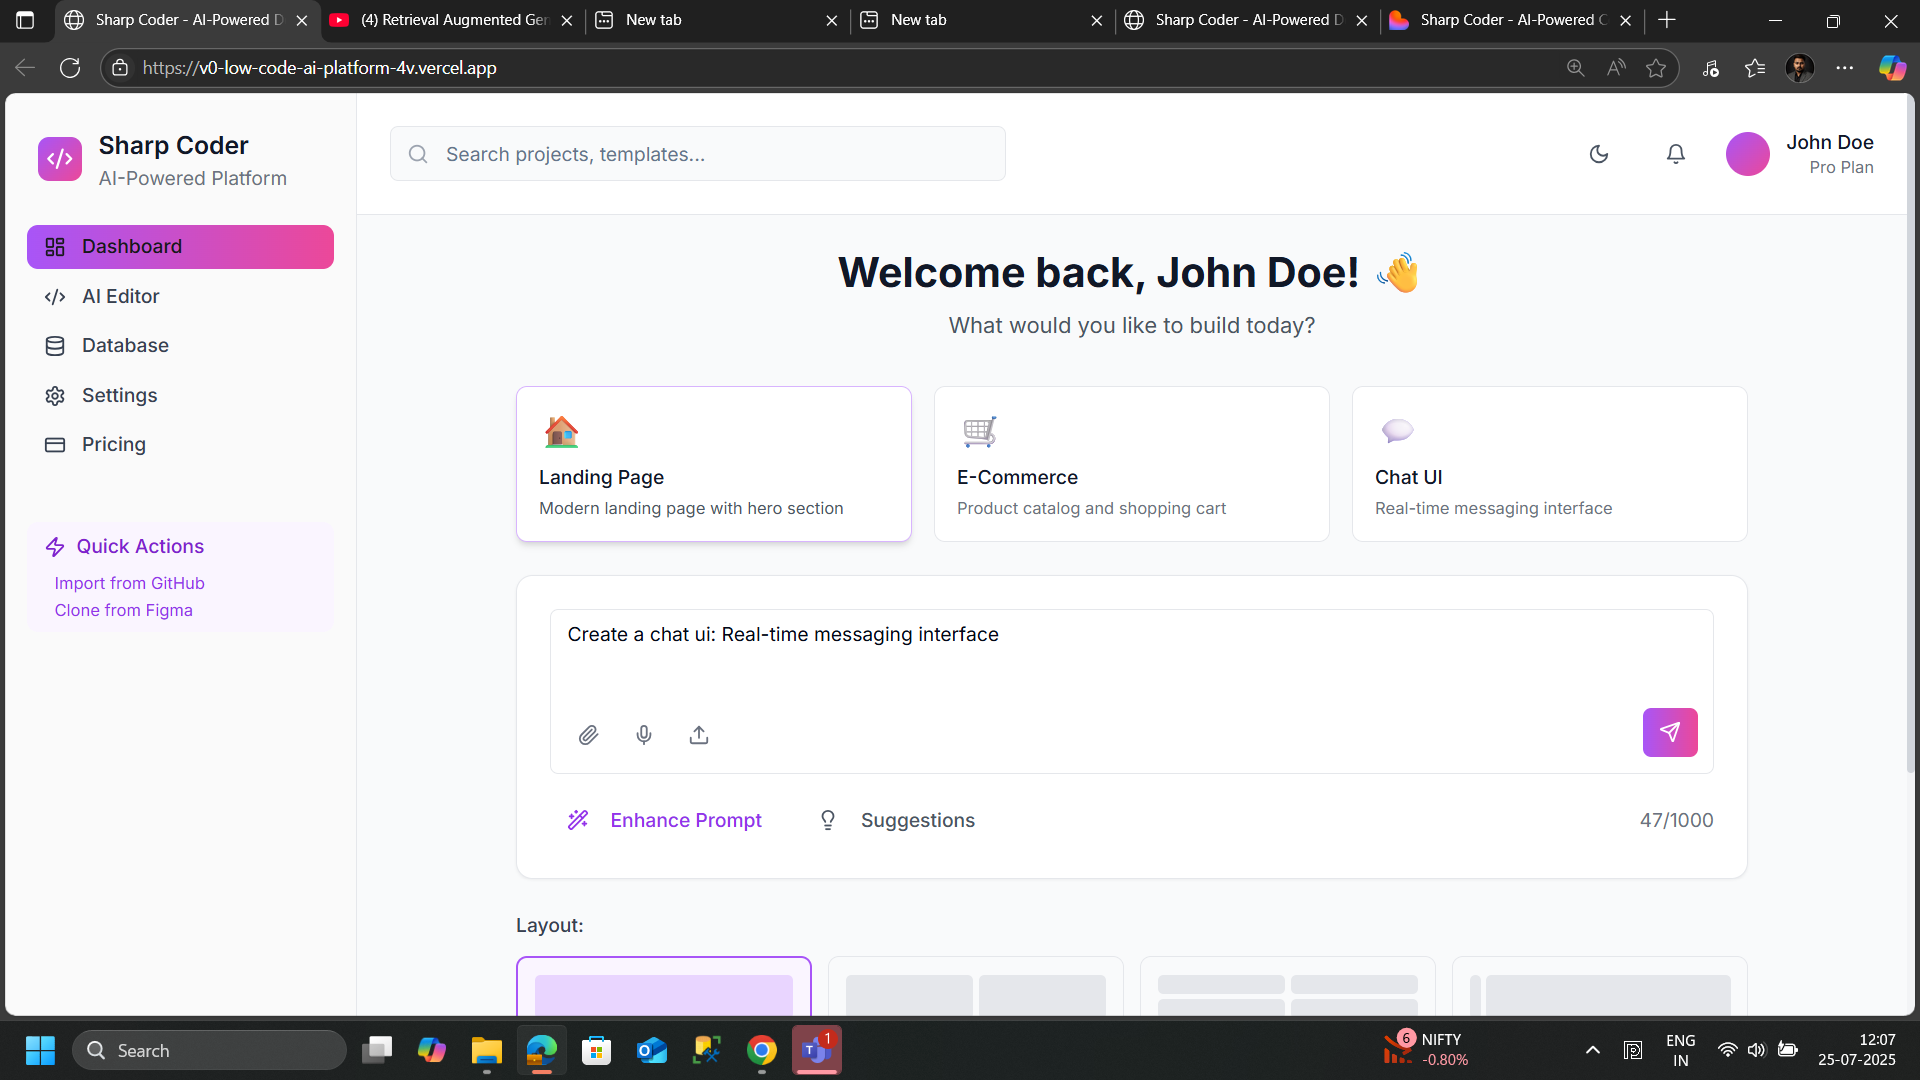 Sharp Coder - AI-Powered D
(4) Retrieval Augmented Gen
New tab
New tab
Sharp Coder - AI-Powered D
Sharp Coder - AI-Powered C
https://v0-low-code-ai-platform-4v.vercel.app
Sharp Coder
AI-Powered Platform
Search projects, templates...
John Doe
Pro Plan
Dashboard
AI Editor
Database
Settings
Pricing
Quick Actions
Import from GitHub
Clone from Figma
Welcome back, John Doe! 👋
What would you like to build today?
Landing Page
Modern landing page with hero section
E-Commerce
Product catalog and shopping cart
Chat UI
Real-time messaging interface
Create a chat ui: Real-time messaging interface
Enhance Prompt
Suggestions
47/1000
Layout:
Search
1
6
NIFTY
-0.80%
ENG
IN
12:07
25-07-2025